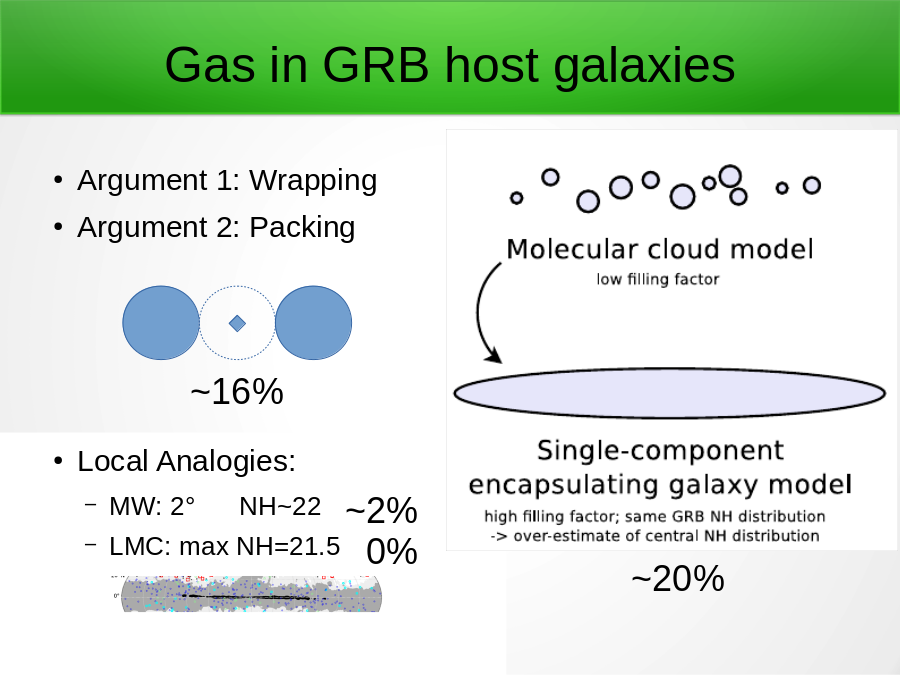 Gas in GRB host galaxies
• Argument 1: Wrapping
• Argument 2: Packing
~16%
• Local Analogies:
– MW: 2° NH~22 ~2%
– LMC: max NH=21.5 0%
0°
Molecular cloud model
low filling factor
Single-component
encapsulating galaxy model
high filling factor; same GRB NH distribution
-> over-estimate of central NH distribution
~20%